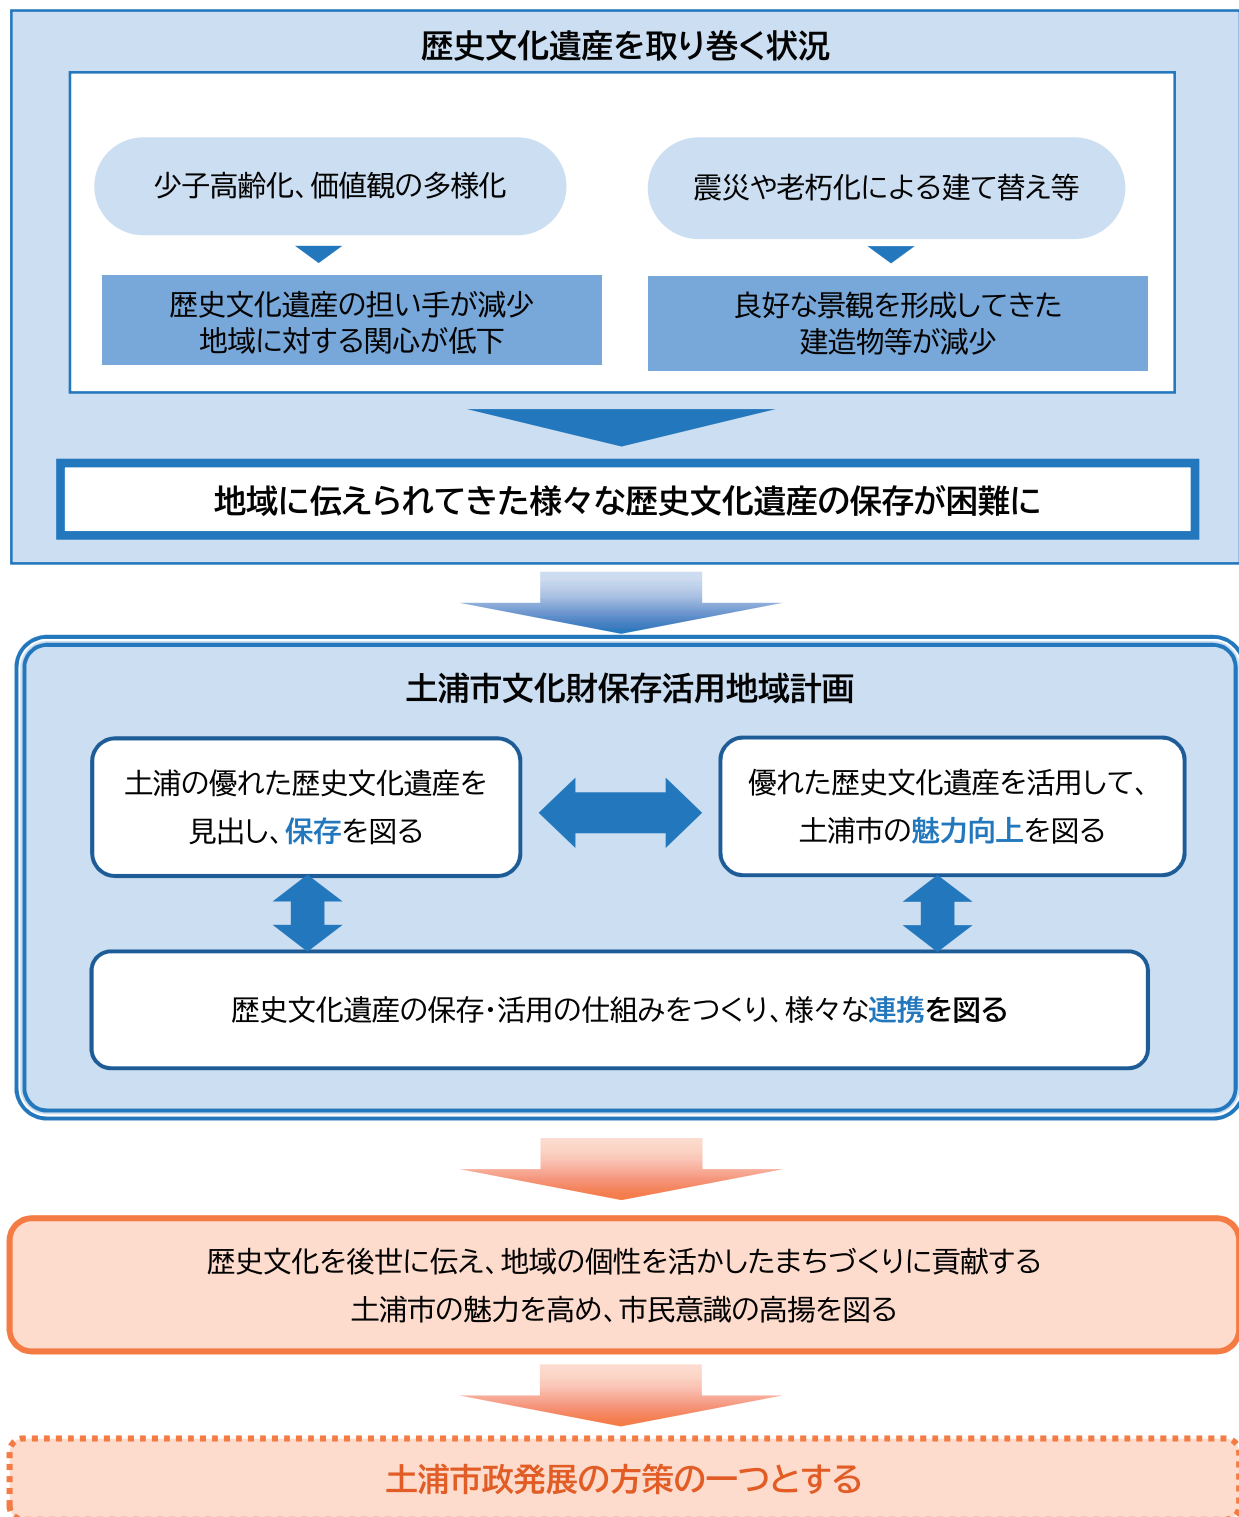 歴史文化遺産を取り巻く状況
少子高齢化、価値観の多様化
歴史文化遺産の担い手が減少
地域に対する関心が低下
震災や老朽化による建て替え等
良好な景観を形成してきた
建造物等が減少
地域に伝えられてきた様々な歴史文化遺産の保存が困難に
土浦市文化財保存活用地域計画
土浦の優れた歴史文化遺産を
見出し、保存を図る
優れた歴史文化遺産を活用して、
土浦市の魅力向上を図る
歴史文化遺産の保存・活用の仕組みをつくり、様々な連携を図る
歴史文化を後世に伝え、地域の個性を活かしたまちづくりに貢献する
土浦市の魅力を高め、市民意識の高揚を図る
土浦市政発展の方策の一つとする